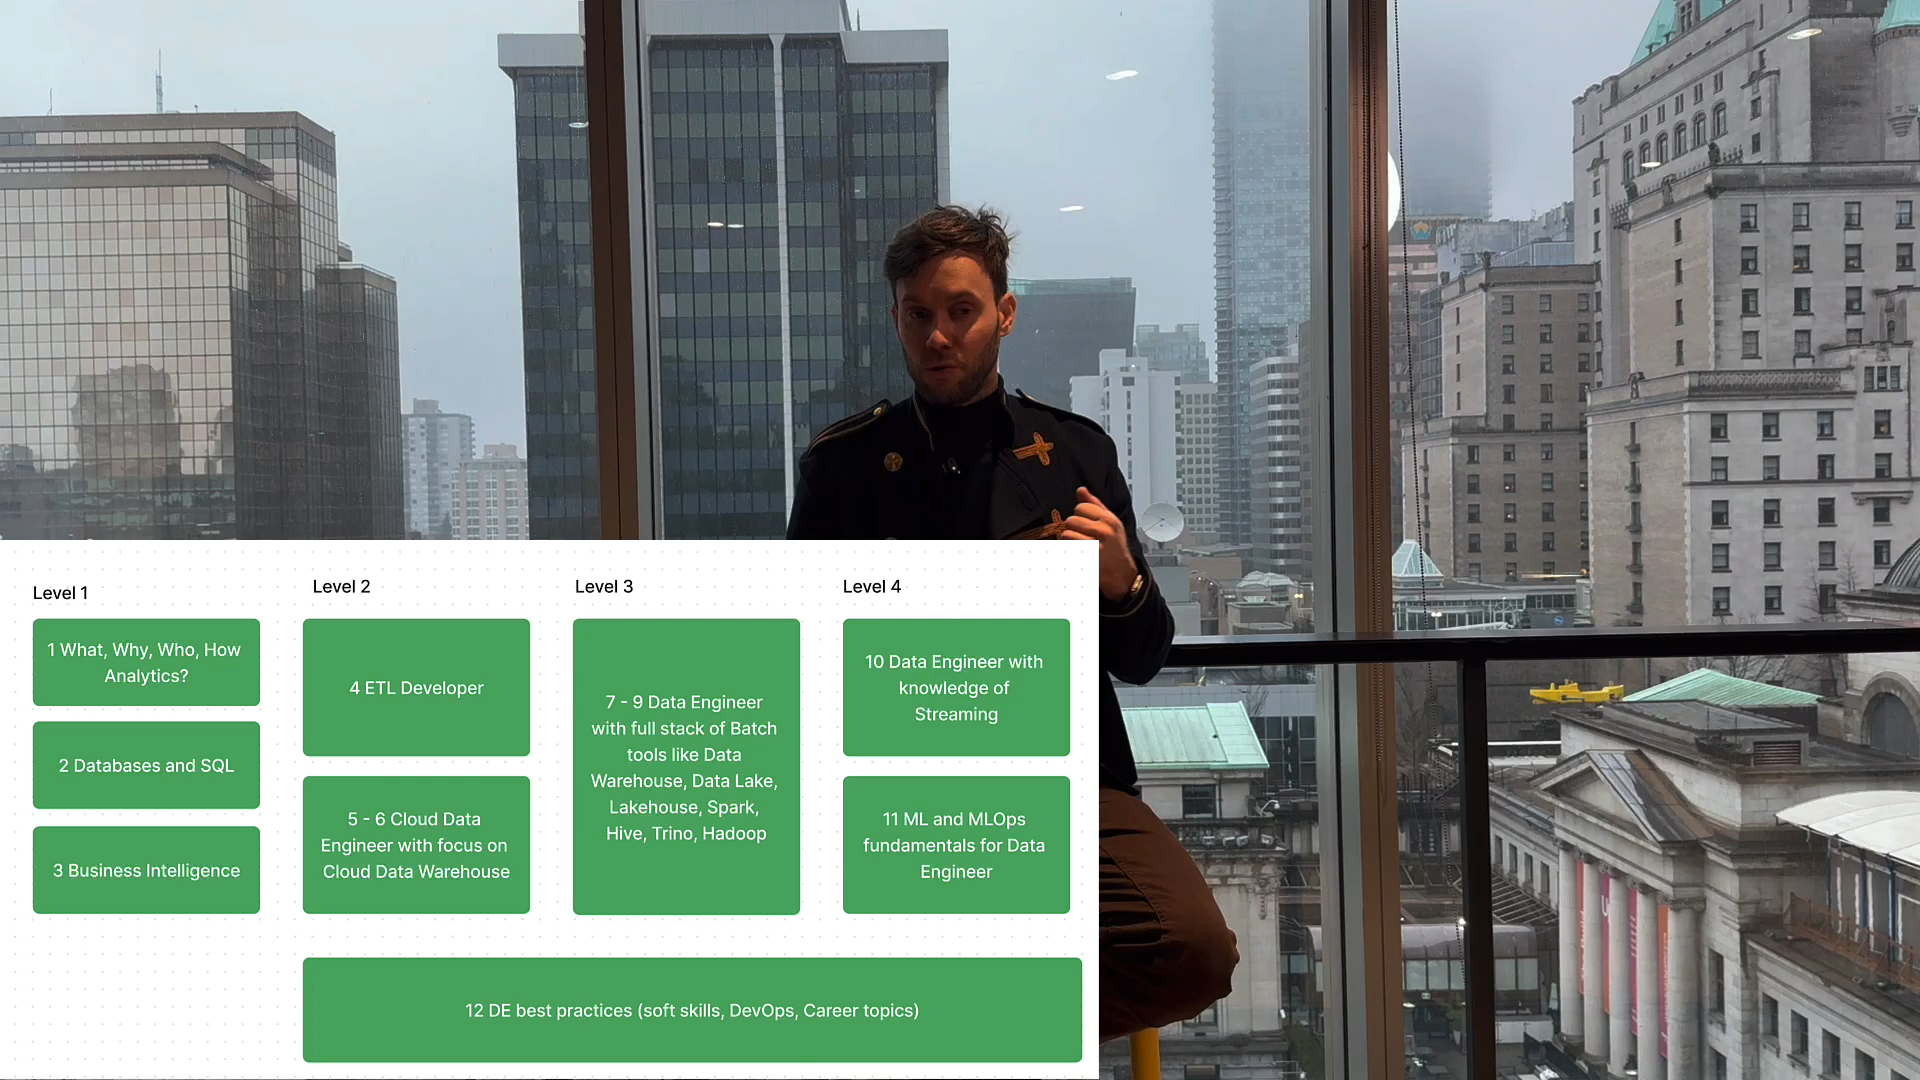 Level 1
1 What, Why, Who, How
Analytics?
2 Databases and SQL
3 Business Intelligence
Level 2
4 ETL Developer
5 - 6 Cloud Data
Engineer with focus on
Cloud Data Warehouse
Level 3
7 - 9 Data Engineer
with full stack of Batch
tools like Data
Warehouse, Data Lake,
Lakehouse, Spark,
Hive, Trino, Hadoop
Level 4
10 Data Engineer with
knowledge of
Streaming
11 ML and MLOps
fundamentals for Data
Engineer
12 DE best practices (soft skills, DevOps, Career topics)